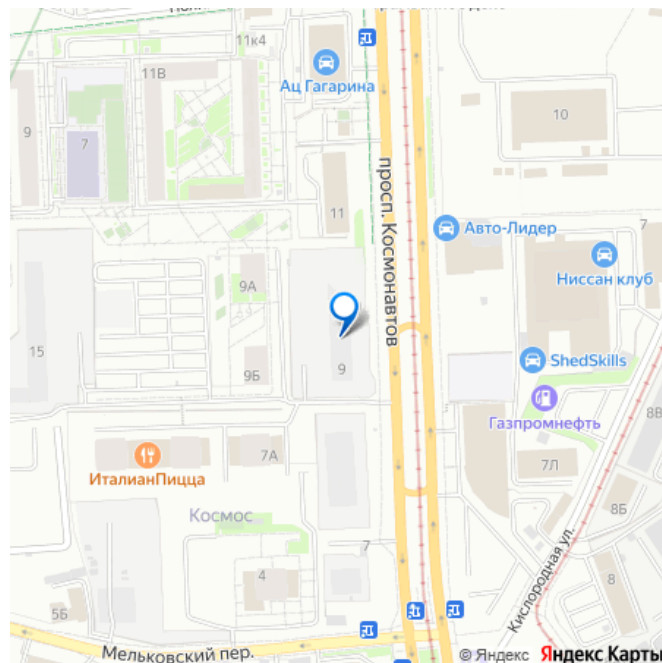 11к4
11В
Ац Гагарина
9
7
10
просп. Космонавтов
11
7
Авто-Лидер
Ниссан клуб
9А
15
9
ShedSkills
9Б
Газпромнефть
8В
7А
ИталианПицца
7Л
Космос
8Б
7
Кислородная ул.
4
8
5Б
Мельковский пер.
© Яндекс Яндекс Карты